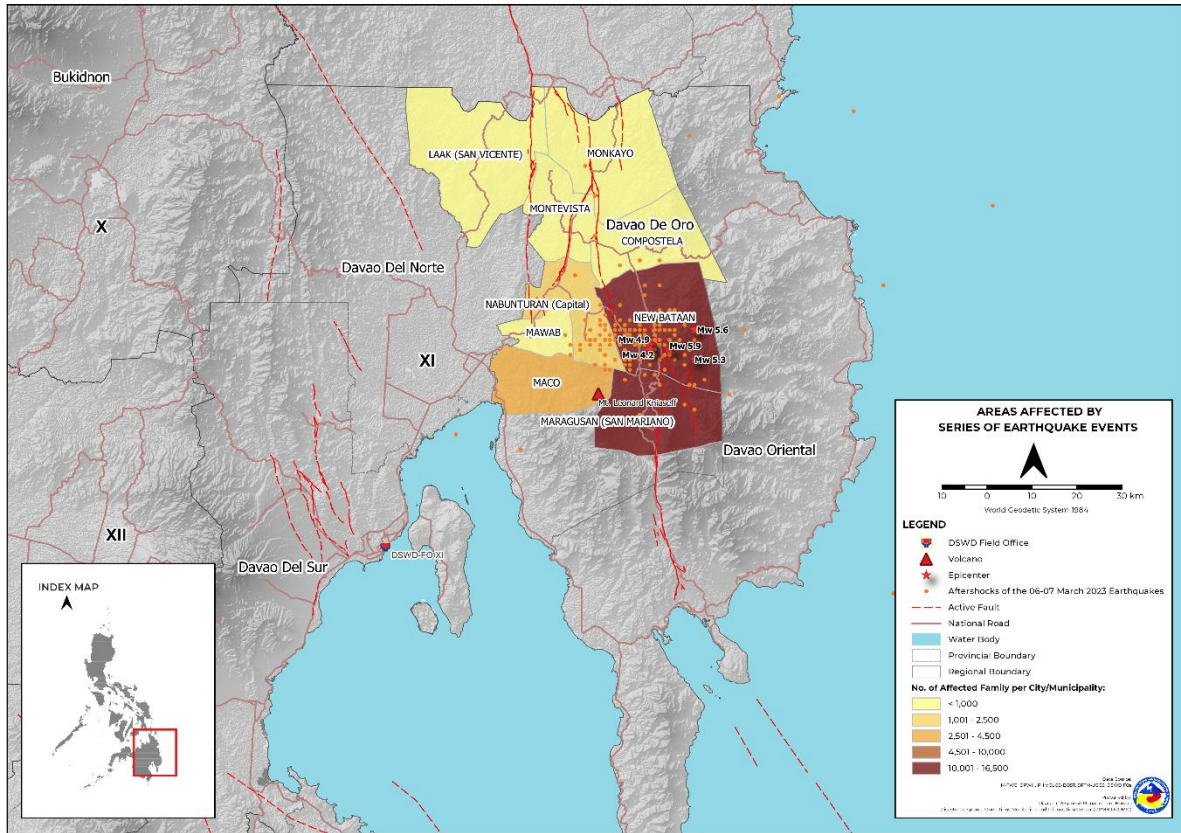 Bukidnon
LAAK (SAN VICENTE)
MONKAYO
MONTEVISTA
X
Davao De Oro
COMPOSTELA
Davao Del Norte
NABUNTURAN (Capital)
NEW BATAAN
MAWAB
Mw 5.6
Mw 4.9
Mw 5.9
Mw 4.2
Mw 5.3
XI
MACO
MARAGUSAN (SAN MARIANO)
Davao Oriental
XII
DSWD-FO XI
Davao Del Sur
INDEX MAP
AREAS AFFECTED BY
SERIES OF EARTHQUAKE EVENTS
10 0 10 20 30 km
World Geodetic System 1984
LEGEND
DSWD Field Office
Volcano
Epicenter
Aftershocks of the 06-07 March 2023 Earthquakes
Active Fault
National Road
Water Body
Provincial Boundary
Regional Boundary
No. of Affected Family per City/Municipality:
< 1,000
1,001 - 2,500
2,501 - 4,500
4,501 - 10,000
10,001 - 16,500
Data Source